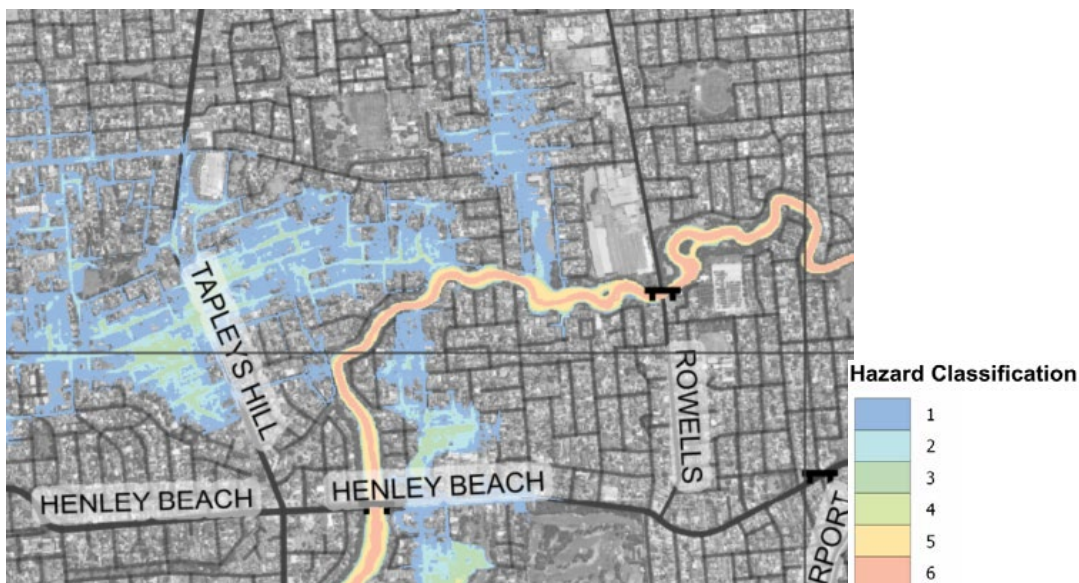 TAPLEYS HILL
ROWELLS
HENLEY BEACH
HENLEY BEACH
RPORT
Hazard Classification
1
2
3
4
5
6